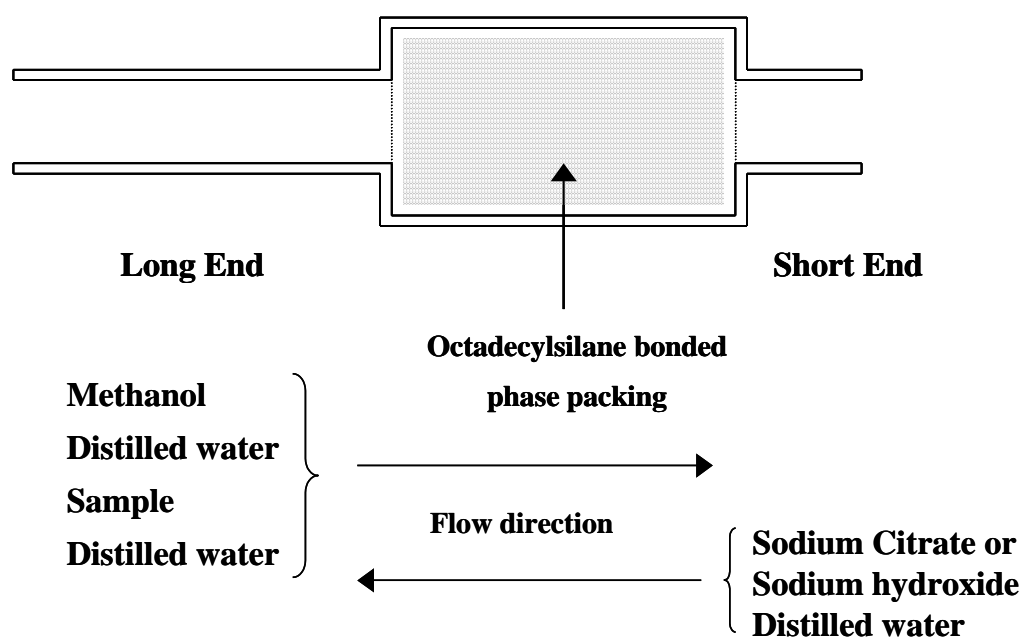 Long End
Short End
Octadecylsilane bonded
phase packing
Methanol
Distilled water
Sample
Distilled water
Flow direction
Sodium Citrate or
Sodium hydroxide
Distilled water